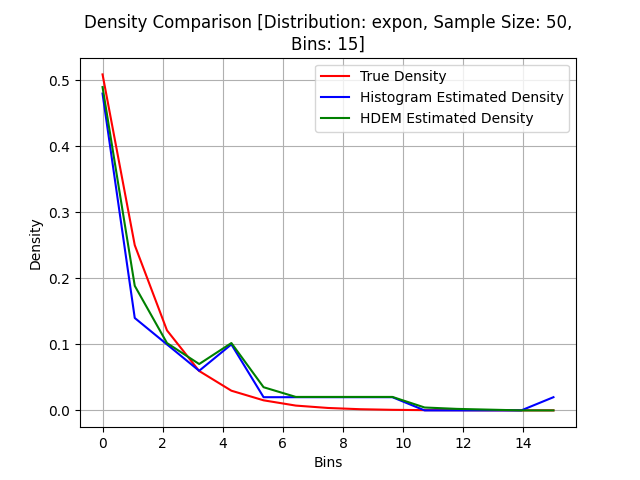 Density Comparison [Distribution: expon, Sample Size: 50,
Bins: 15]
True Density
Histogram Estimated Density
HDEM Estimated Density
Density
0.5
0.4
0.3
0.2
0.1
0.0
0 2 4 6 8 10 12 14
Bins